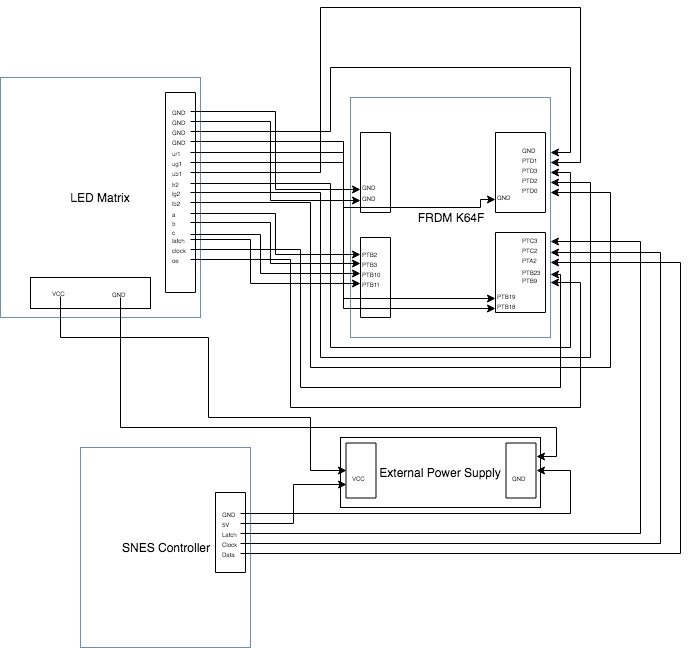 LED Matrix
GND
GND
GND
GND
ur1
ug1
ub1
lr2
lg2
lb2
a
b
c
latch
clock
oe
VCC
GND
FRDM K64F
GND
GND
PTB2
PTB3
PTB10
PTB11
GND
PTD1
PTD3
PTD2
PTD0
GND
PTC3
PTC2
PTA2
PTB23
PTB9
PTB19
PTB18
External Power Supply
VCC
GND
SNES Controller
GND
5V
Latch
Clock
Data